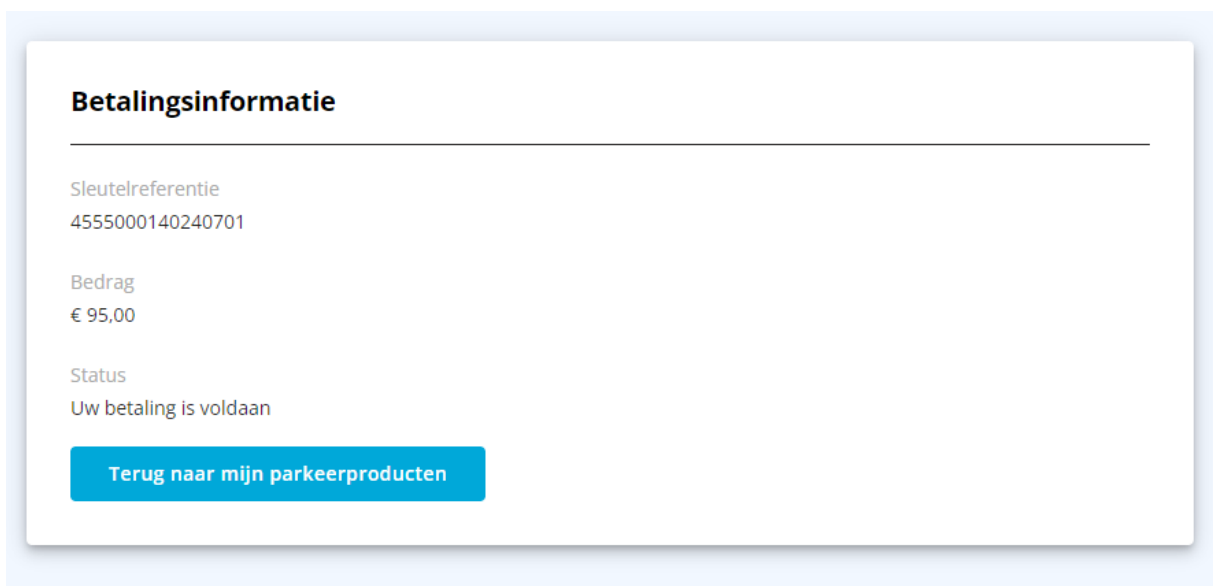 Betalingsinformatie
Sleutelreferentie
4555000140240701
Bedrag
€ 95,00
Status
Uw betaling is voldaan
Terug naar mijn parkeerproducten